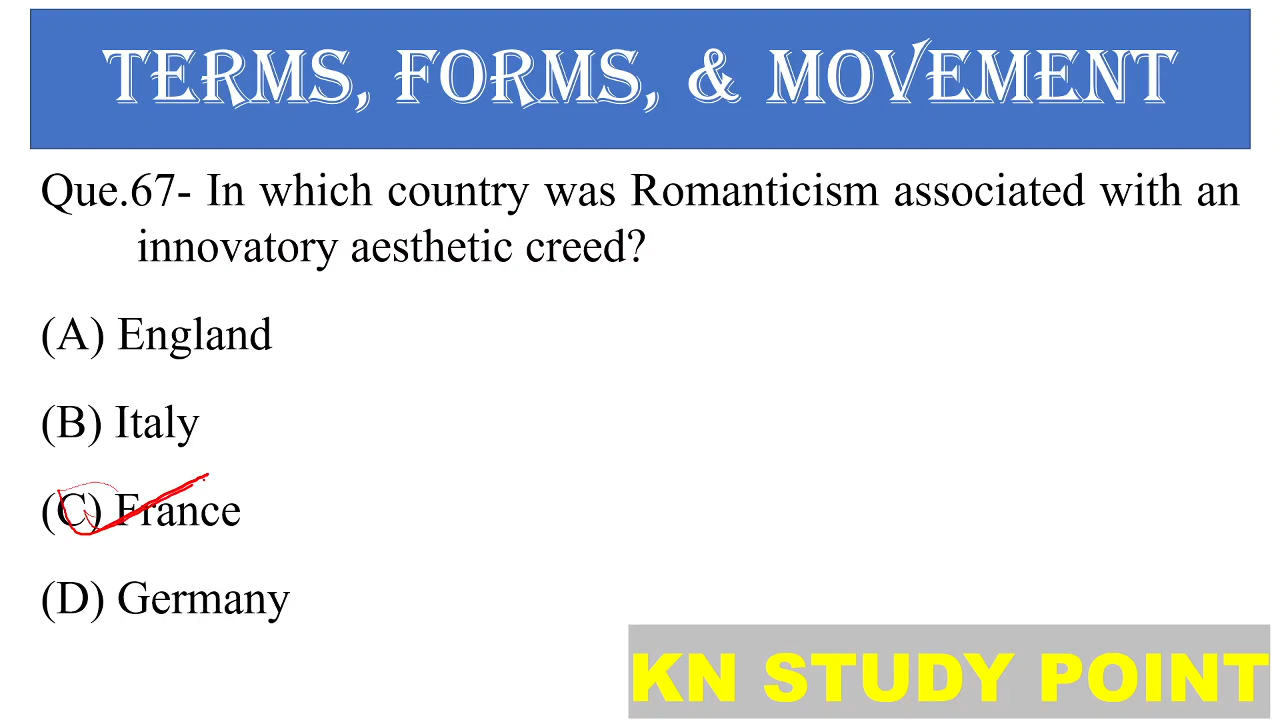 TERMS, FORMS, & MOVEMENT
Que.67- In which country was Romanticism associated with an
innovatory aesthetic creed?
(A) England
(B) Italy
(C) France
(D) Germany
KN STUDY POINT